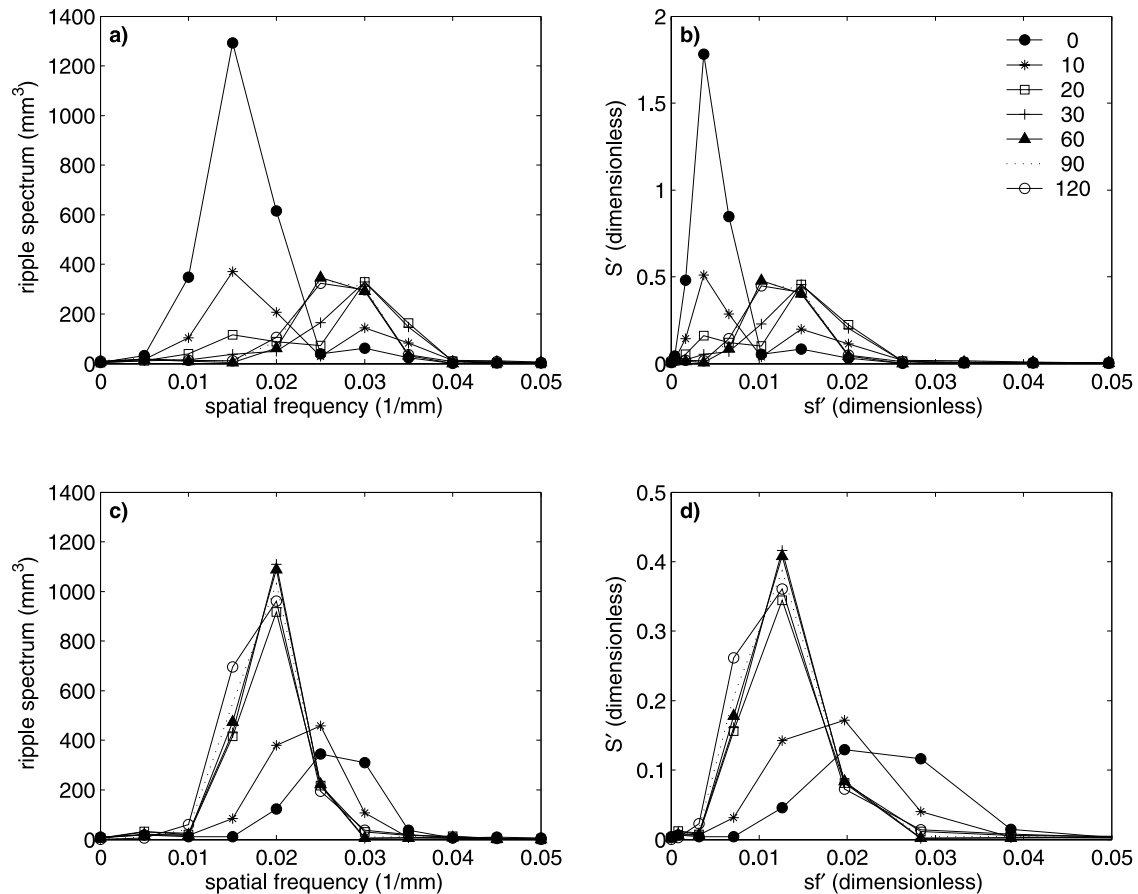 a)
1400
1200
1000
800
600
400
200
0
ripple spectrum (mm³)
0 0.01 0.02 0.03 0.04 0.05
spatial frequency (1/mm)
b)
2
1.5
1
0.5
0
S′ (dimensionless)
0
10
20
30
60
90
120
0 0.01 0.02 0.03 0.04 0.05
sf′ (dimensionless)
c)
1400
1200
1000
800
600
400
200
0
ripple spectrum (mm³)
0 0.01 0.02 0.03 0.04 0.05
spatial frequency (1/mm)
d)
0.5
0.4
0.3
0.2
0.1
0
S′ (dimensionless)
0 0.01 0.02 0.03 0.04 0.05
sf′ (dimensionless)